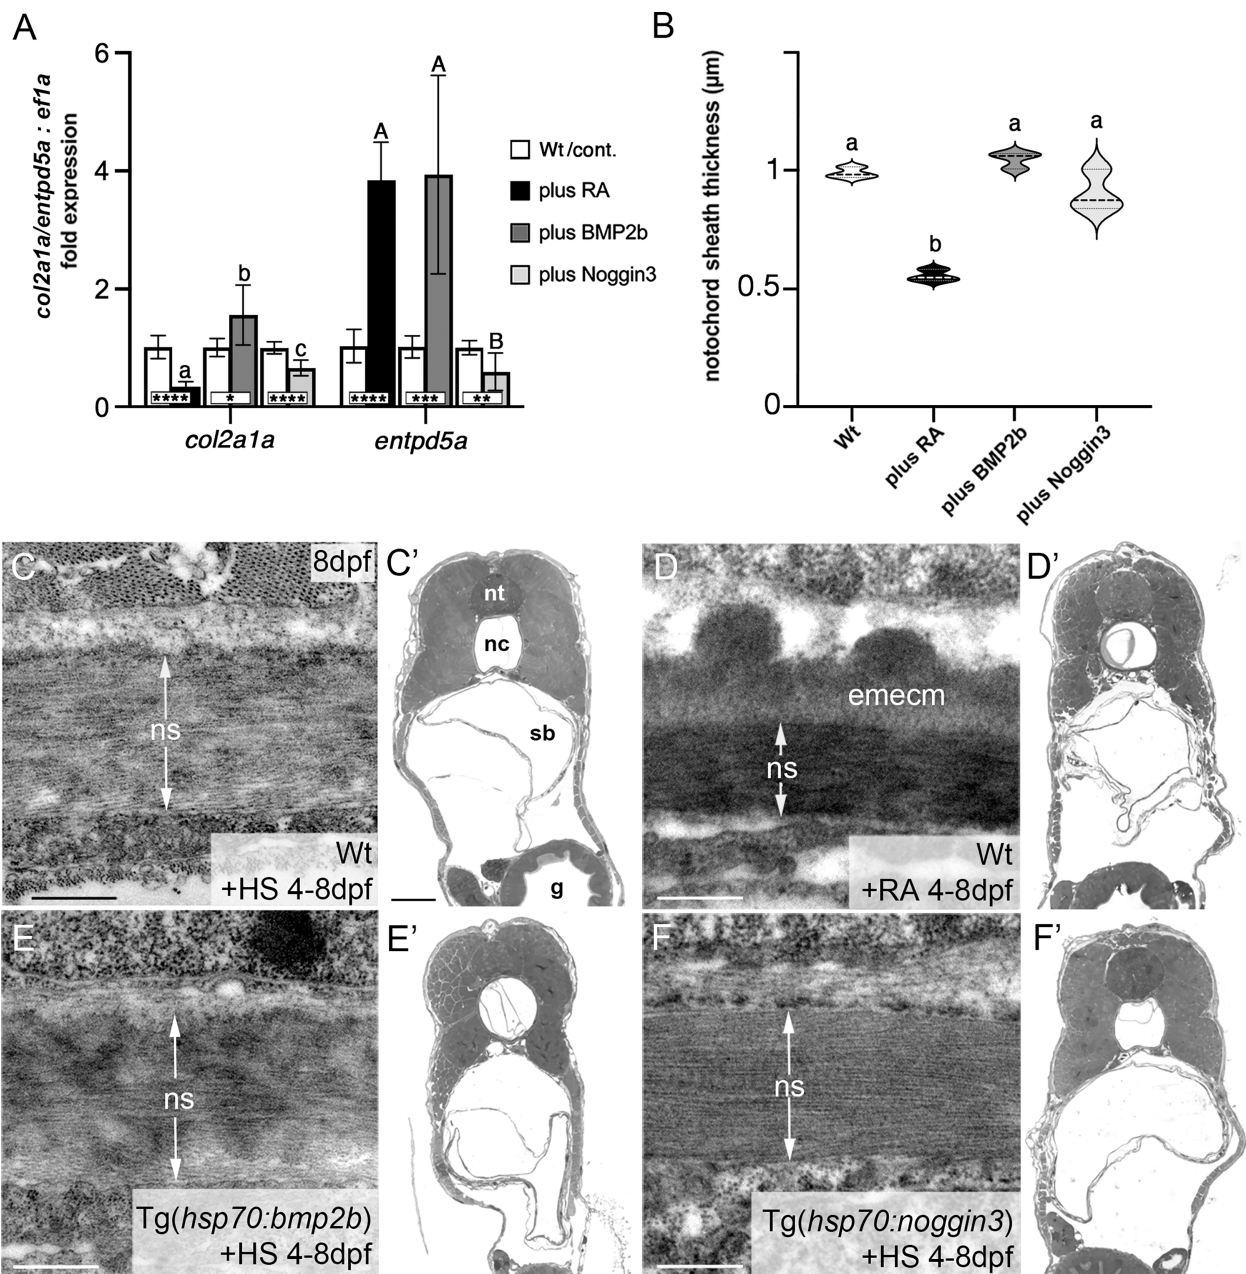 A
col2a1a/entpd5a : ef1a
fold expression
6
4
2
0
A
A
b
a
c
B
**** * **** **** *** **
col2a1a entpd5a
Wt/cont.
plus RA
plus BMP2b
plus Noggin3
B
notochord sheath thickness (µm)
1
0.5
0
a
b
a
a
Wt
plus RA
plus BMP2b
plus Noggin3
C
8dpf
ns
Wt
+HS 4-8dpf
C'
nt
nc
sb
g
D
emecm
ns
Wt
+RA 4-8dpf
D'
E
ns
Tg(hsp70:bmp2b)
+HS 4-8dpf
E'
F
ns
Tg(hsp70:noggin3)
+HS 4-8dpf
F'